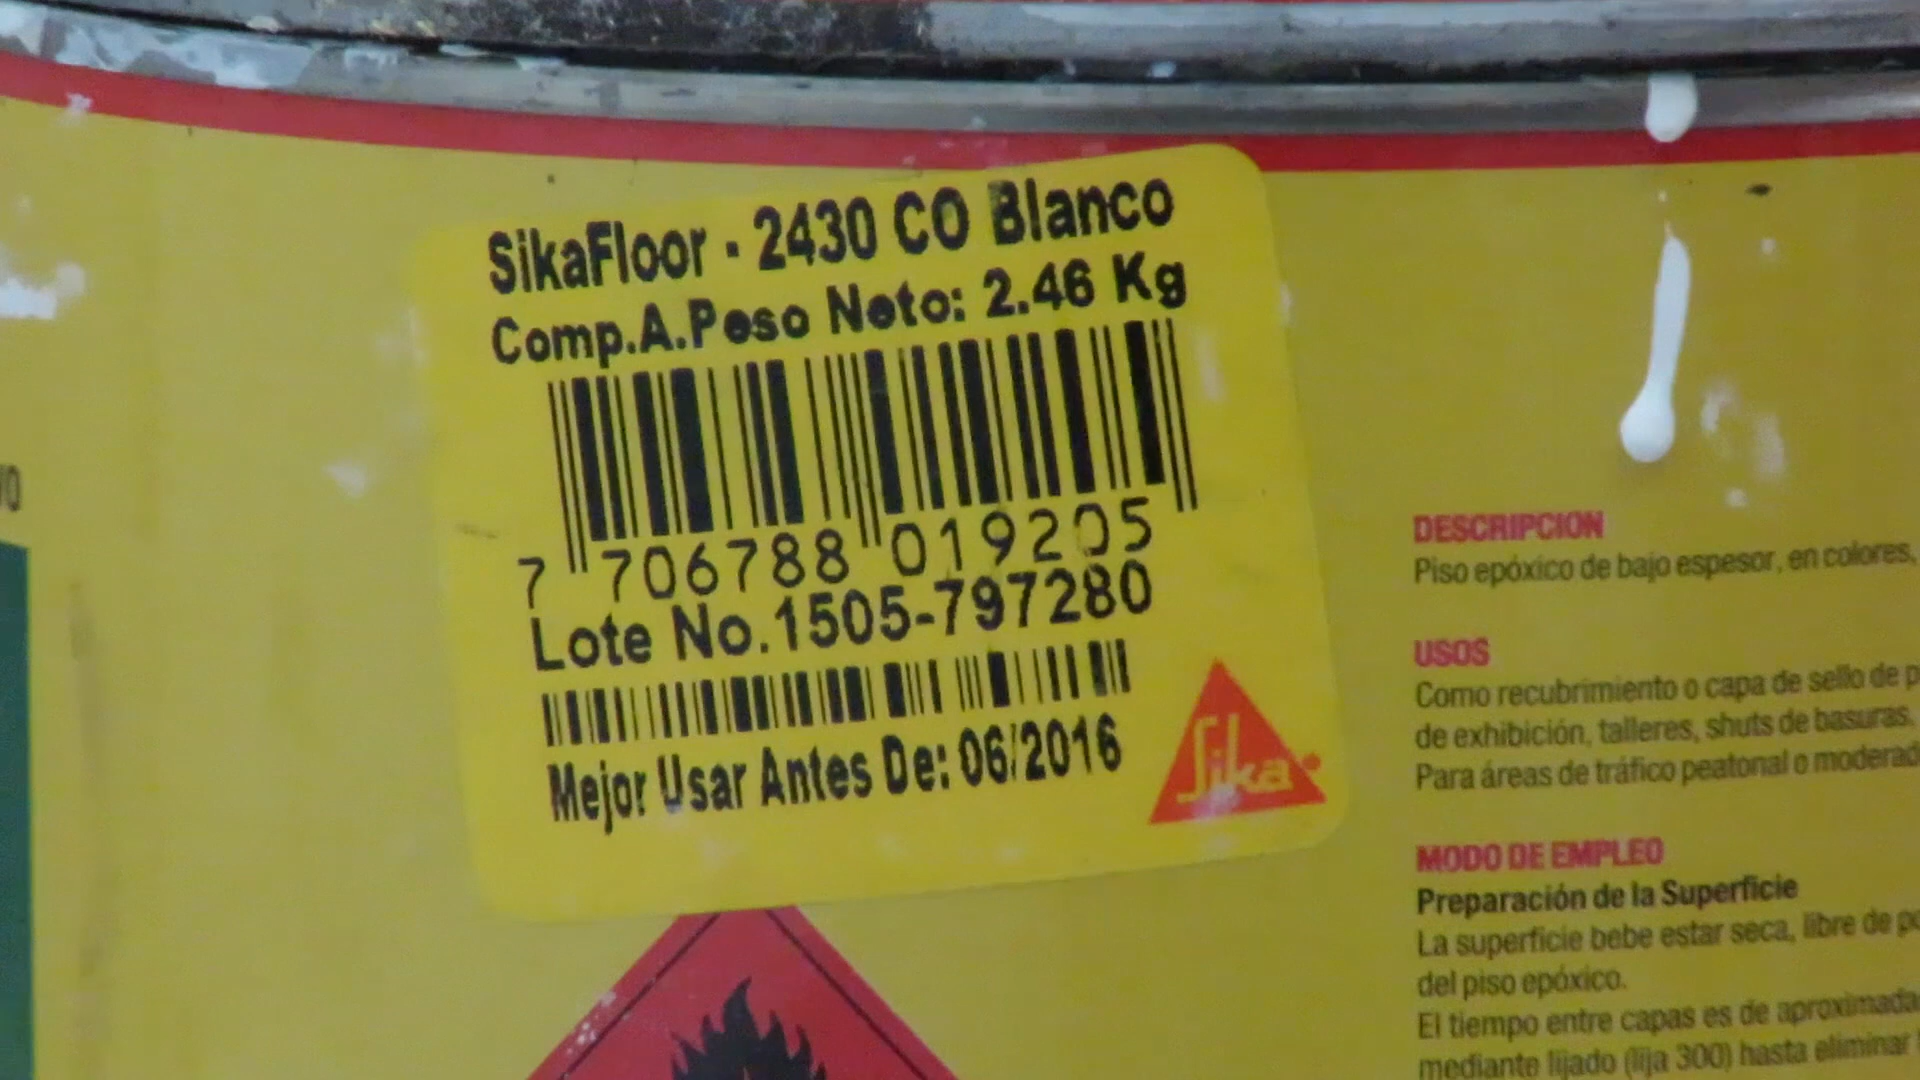 SikaFloor - 2430 CO Blanco
Comp.A.Peso Neto: 2.46 Kg
7 706788 019205
Lote No.1505-797280
Mejor Usar Antes De: 06/2016
Sika
DESCRIPCION
Piso epóxico de bajo espesor, en colores,
USOS
Como recubrimiento o capa de sello de
de exhibición, talleres, shuts de basuras,
Para áreas de tráfico peatonal o
MODO DE EMPLEO
Preparación de la Superficie
La superficie bebe estar seca, libre de
del piso epóxico.
El tiempo entre capas es de
mediante lijado (lija 300) hasta eliminar